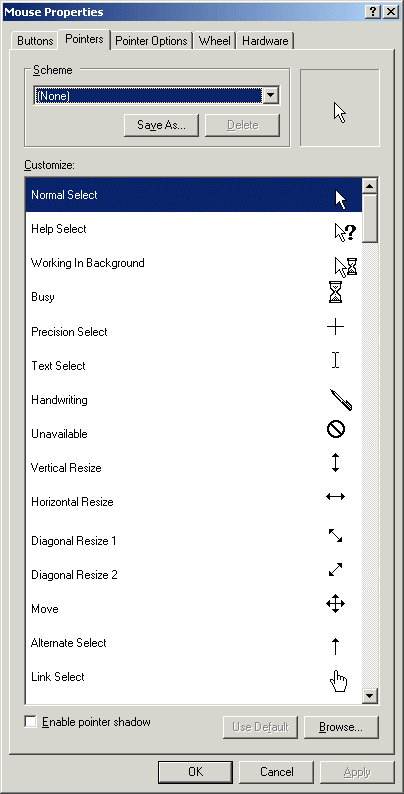 Mouse Properties
Buttons Pointers Pointer Options Wheel Hardware
Scheme
(None)
Save As... Delete
Customize:
Normal Select
Help Select
Working In Background
Busy
Precision Select
Text Select
Handwriting
Unavailable
Vertical Resize
Horizontal Resize
Diagonal Resize 1
Diagonal Resize 2
Move
Alternate Select
Link Select
Enable pointer shadow
Use Default Browse...
OK Cancel Apply